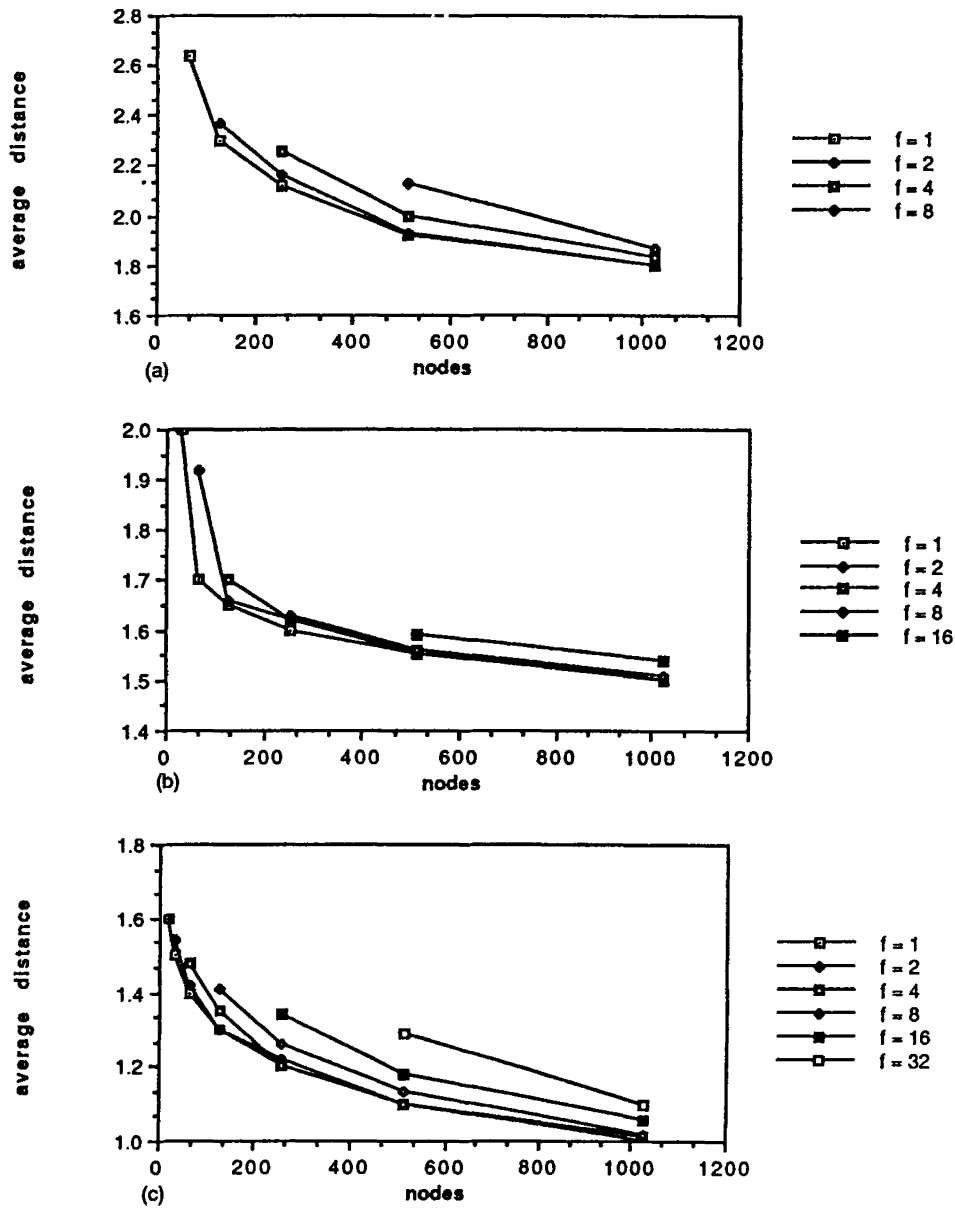 2.8
2.6
2.4
2.2
2.0
1.8
1.6
average distance
0 200 400 600 800 1000 1200
nodes
(a)
f = 1
f = 2
f = 4
f = 8
2.0
1.9
1.8
1.7
1.6
1.5
1.4
average distance
0 200 400 600 800 1000 1200
nodes
(b)
f = 1
f = 2
f = 4
f = 8
f = 16
1.8
1.6
1.4
1.2
1.0
average distance
0 200 400 600 800 1000 1200
nodes
(c)
f = 1
f = 2
f = 4
f = 8
f = 16
f = 32